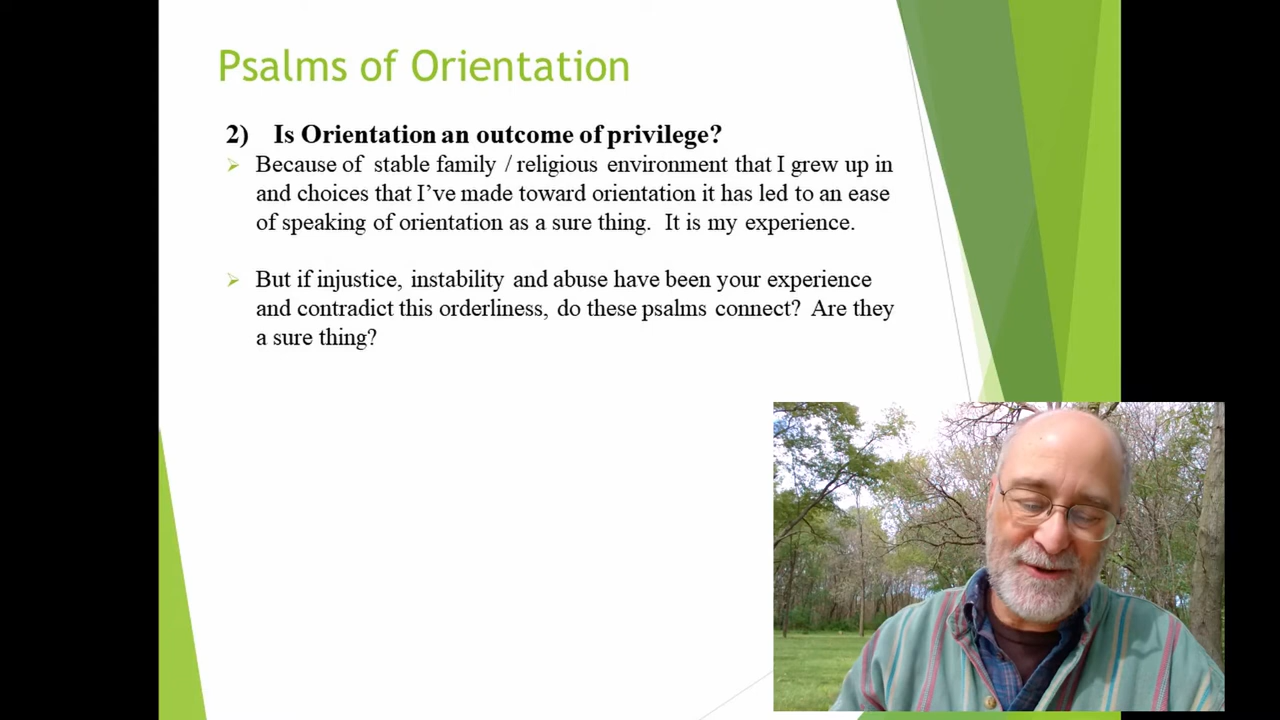 Psalms of Orientation
2) Is Orientation an outcome of privilege?
Because of stable family / religious environment that I grew up in
and choices that I’ve made toward orientation it has led to an ease
of speaking of orientation as a sure thing. It is my experience.
But if injustice, instability and abuse have been your experience
and contradict this orderliness, do these psalms connect? Are they
a sure thing?